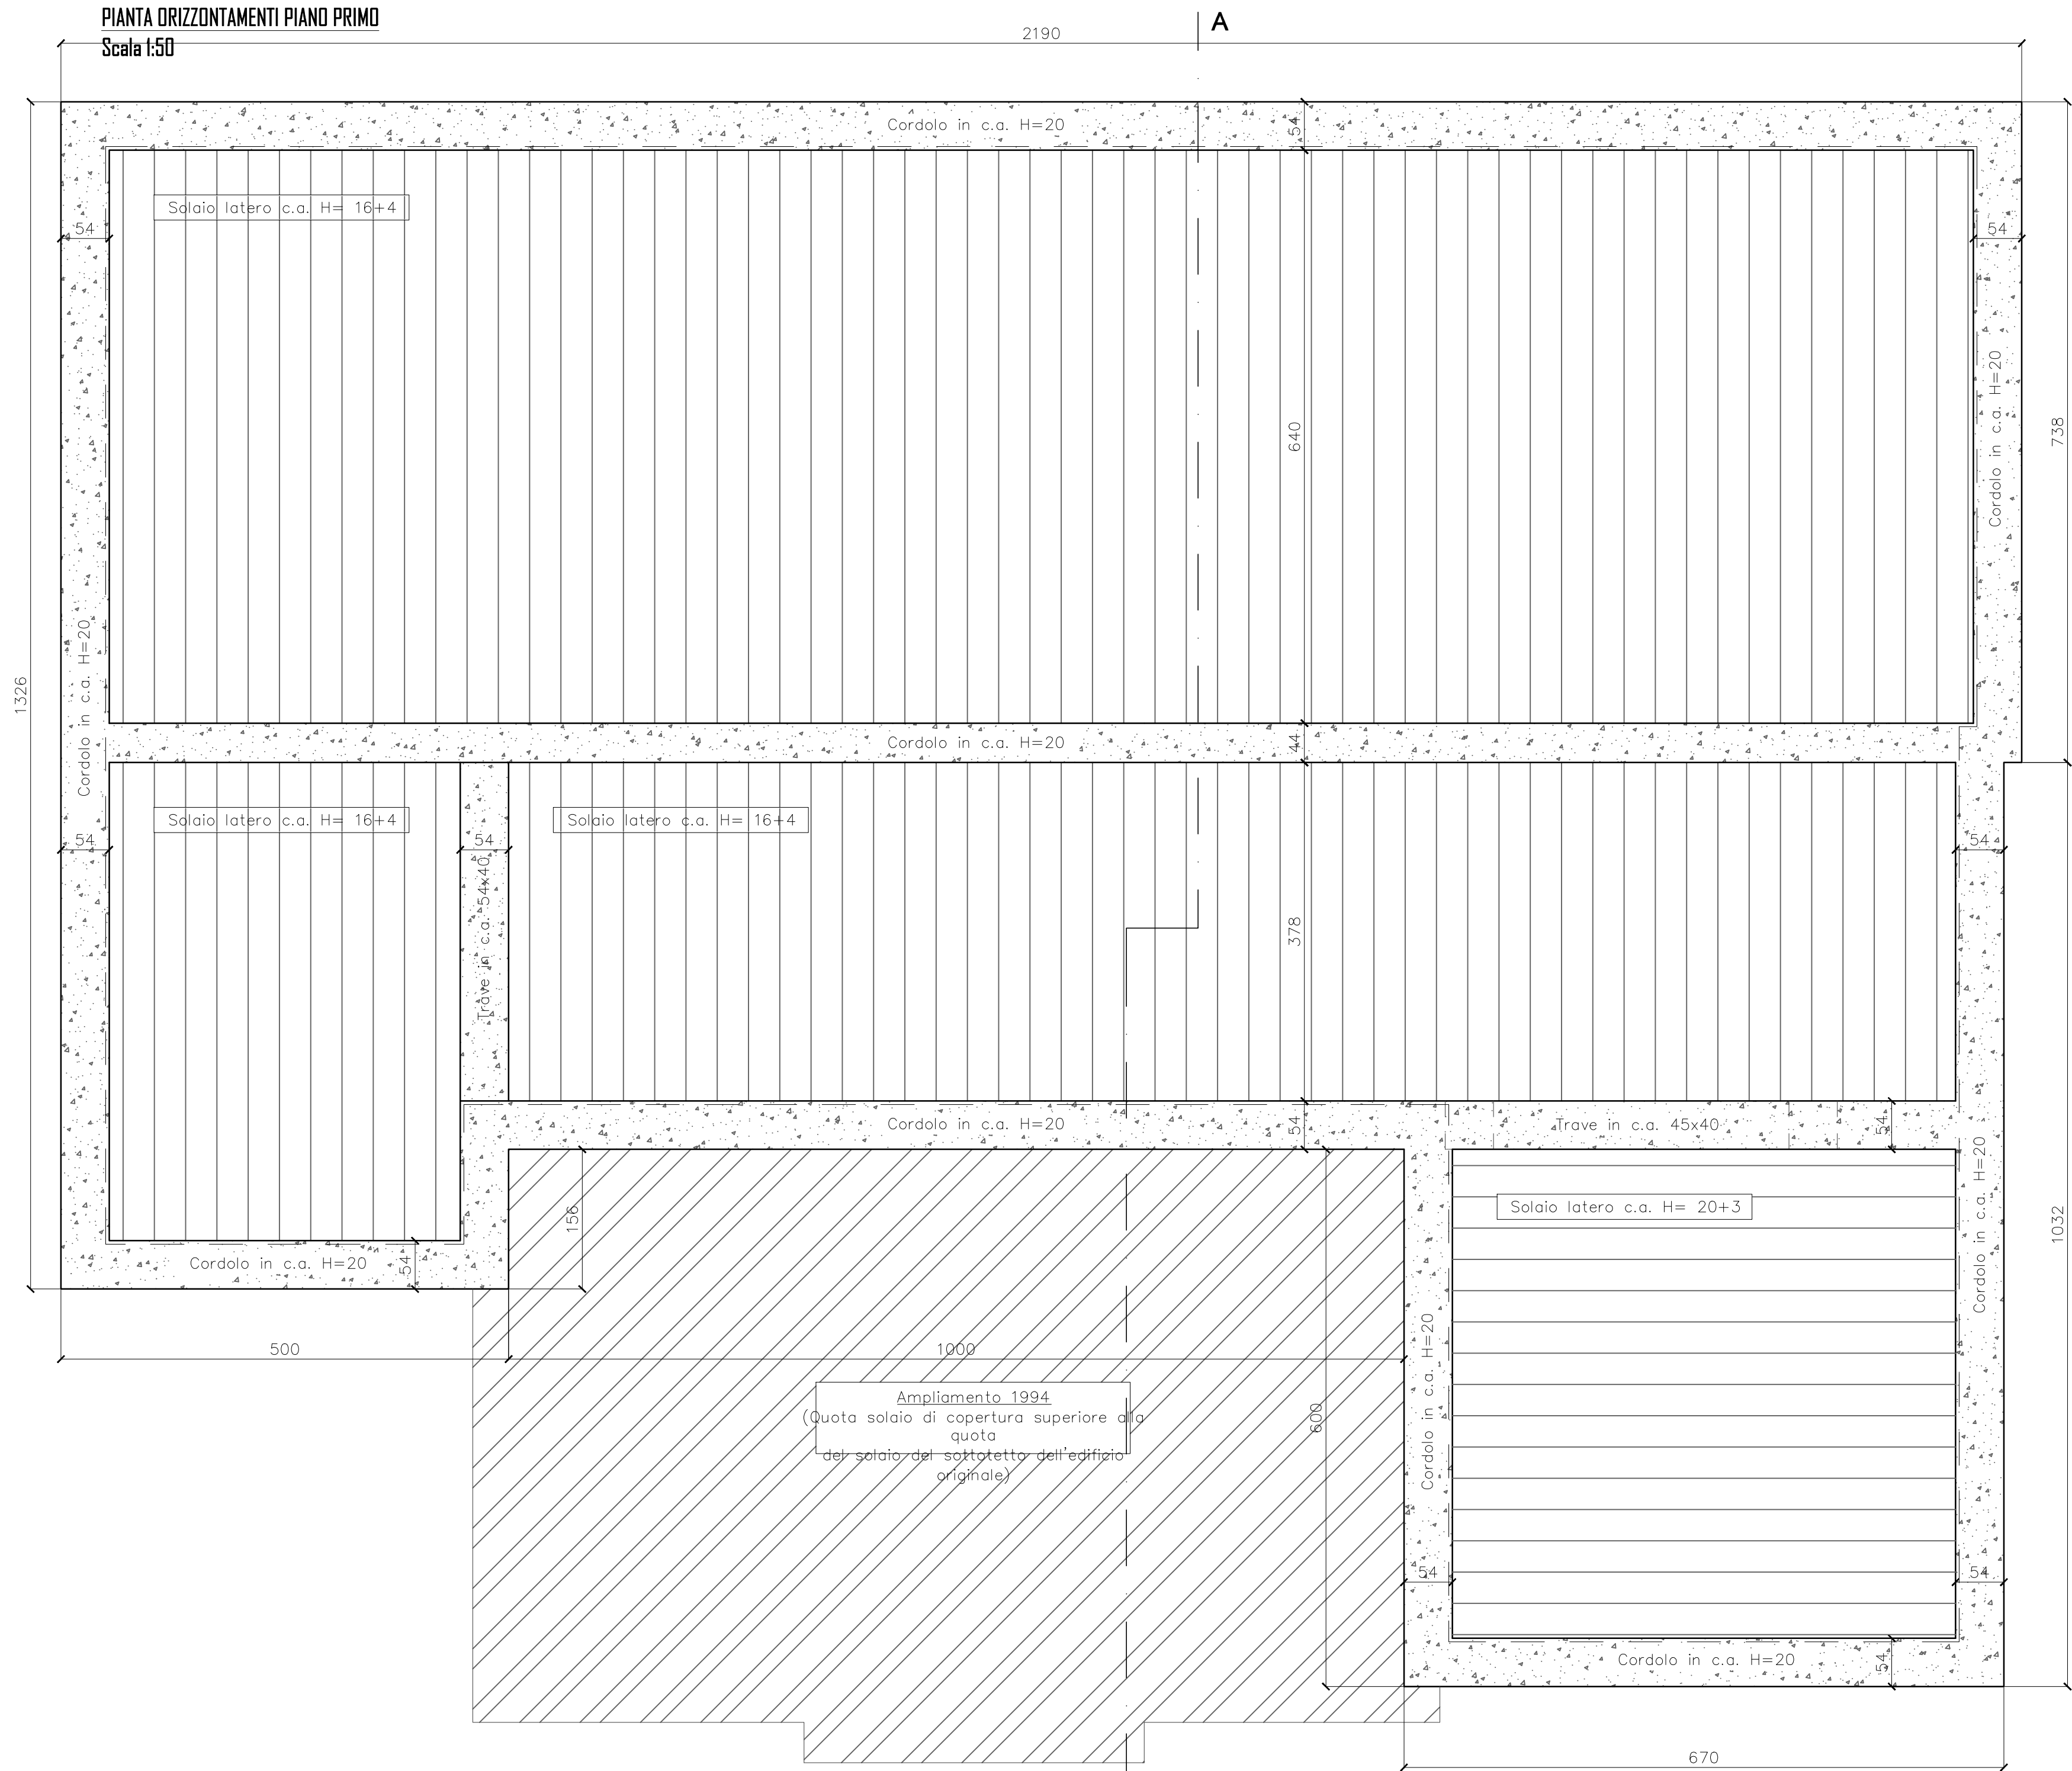 PIANTA ORIZZONTAMENTI PIANO PRIMO
Scala 1:50
A
2190
Cordolo in c.a. H=20
54
Solaio latero c.a. H= 16+4
54
54
Cordolo in c.a. H=20
738
640
1326
Cordolo in c.a. H=20
Cordolo in c.a. H=20
44
Solaio latero c.a. H= 16+4
Solaio latero c.a. H= 16+4
54
54
54
Trave in c.a. 54x40
378
Cordolo in c.a. H=20
54
Trave in c.a. 45x40
54
Solaio latero c.a. H= 20+3
Cordolo in c.a. H=20
1032
156
Cordolo in c.a. H=20
54
500
1000
Ampliamento 1994
(Quota solaio di copertura superiore alla
quota
del solaio del sottotetto dell'edificio
originale)
600
Cordolo in c.a. H=20
54
54
Cordolo in c.a. H=20
54
670